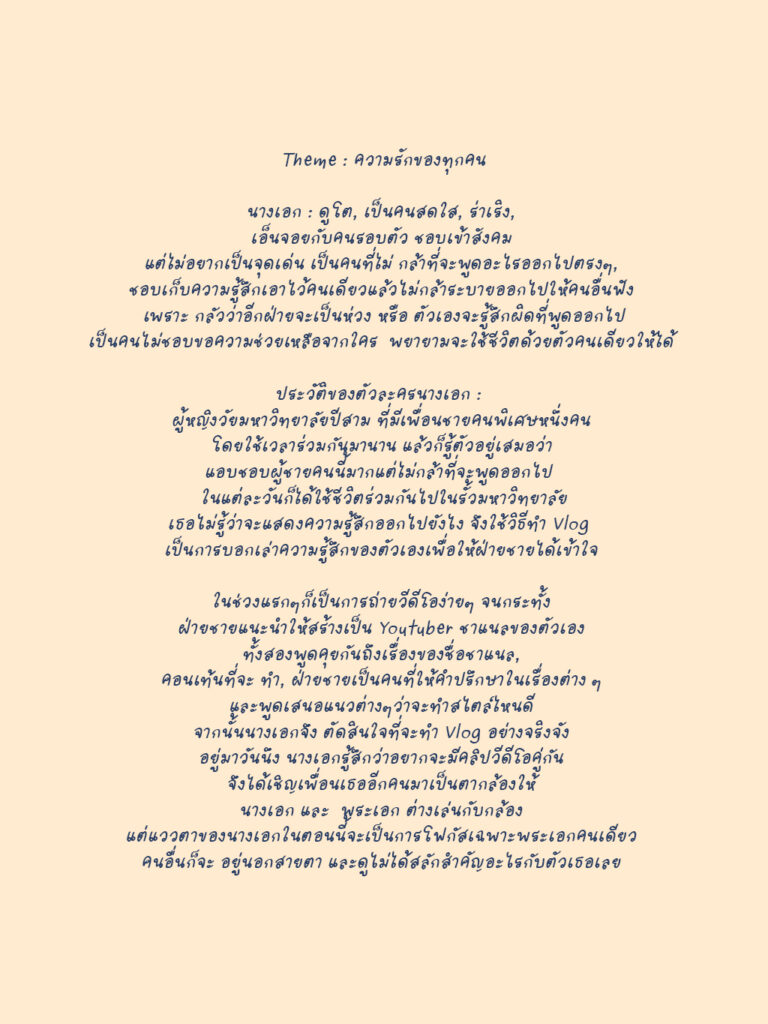 Theme : ความรักของทุกคน
นางเอก : ดูโต, เป็นคนสดใส, ร่าเริง,
เอ็นจอยกับคนรอบตัว ชอบเข้าสังคม
แต่ไม่อยากเป็นจุดเด่น เป็นคนที่ไม่ กล้าที่จะพูดอะไรออกไปตรงๆ,
ชอบเก็บความรู้สึกเอาไว้คนเดียวแล้วไม่กล้าระบายออกไปให้คนอื่นฟัง
เพราะ กลัวว่าอีกฝ่ายจะเป็นห่วง หรือ ตัวเองจะรู้สึกผิดที่พูดออกไป
เป็นคนไม่ชอบขอความช่วยเหลือจากใคร พยายามจะใช้ชีวิตด้วยตัวคนเดียวให้ได้
ประวัติของตัวละครนางเอก :
ผู้หญิงวัยมหาวิทยาลัยปีสาม ที่มีเพื่อนชายคนพิเศษหนึ่งคน
โดยใช้เวลาร่วมกันมานาน แล้วก็รู้ตัวอยู่เสมอว่า
แอบชอบผู้ชายคนนี้มากแต่ไม่กล้าที่จะพูดออกไป
ในแต่ละวันก็ได้ใช้ชีวิตร่วมกันไปในรั้วมหาวิทยาลัย
เธอไม่รู้ว่าจะแสดงความรู้สึกออกไปยังไง จึงใช้วิธีทำ Vlog
เป็นการบอกเล่าความรู้สึกของตัวเองเพื่อให้ฝ่ายชายได้เข้าใจ
ในช่วงแรกๆก็เป็นการถ่ายวีดีโอง่ายๆ จนกระทั้ง
ฝ่ายชายแนะนำให้สร้างเป็น Youtuber ชาแนลของตัวเอง
ทั้งสองพูดคุยกันถึงเรื่องของชื่อชาแนล,
คอนเท้นที่จะ ทำ, ฝ่ายชายเป็นคนที่ให้คำปรึกษาในเรื่องต่าง ๆ
และพูดเสนอแนวต่างๆว่าจะทำสไตล์ไหนดี
จากนั้นนางเอกจึง ตัดสินใจที่จะทำ Vlog อย่างจริงจัง
อยู่มาวันนึง นางเอกรู้สึกว่าอยากจะมีคลิปวีดีโอคู่กัน
จึงได้เชิญเพื่อนเธออีกคนมาเป็นตากล้องให้
นางเอก และ พระเอก ต่างเล่นกับกล้อง
แต่แววตาของนางเอกในตอนนี้จะเป็นการโฟกัสเฉพาะพระเอกคนเดียว
คนอื่นก็จะ อยู่นอกสายตา และดูไม่ได้สลักสำคัญอะไรกับตัวเธอเลย